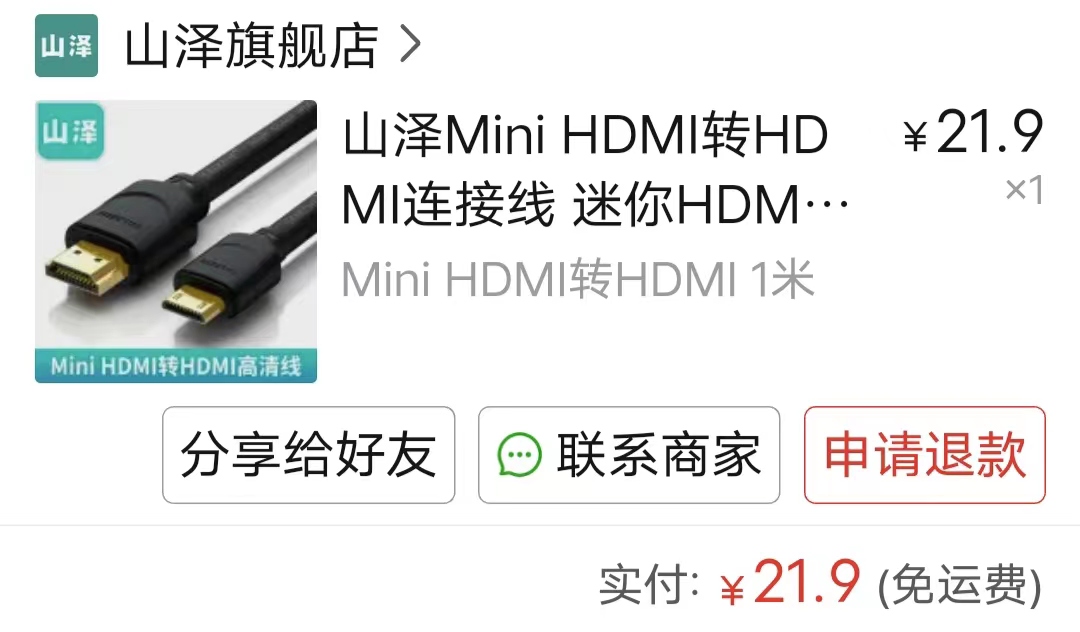 山泽
山泽旗舰店
山泽
山泽Mini HDMI转HD
¥21.9
MI连接线 迷你HDM…
×1
Mini HDMI转HDMI 1米
Mini HDMI转HDMI高清线
分享给好友
联系商家
申请退款
实付: ¥21.9 (免运费)